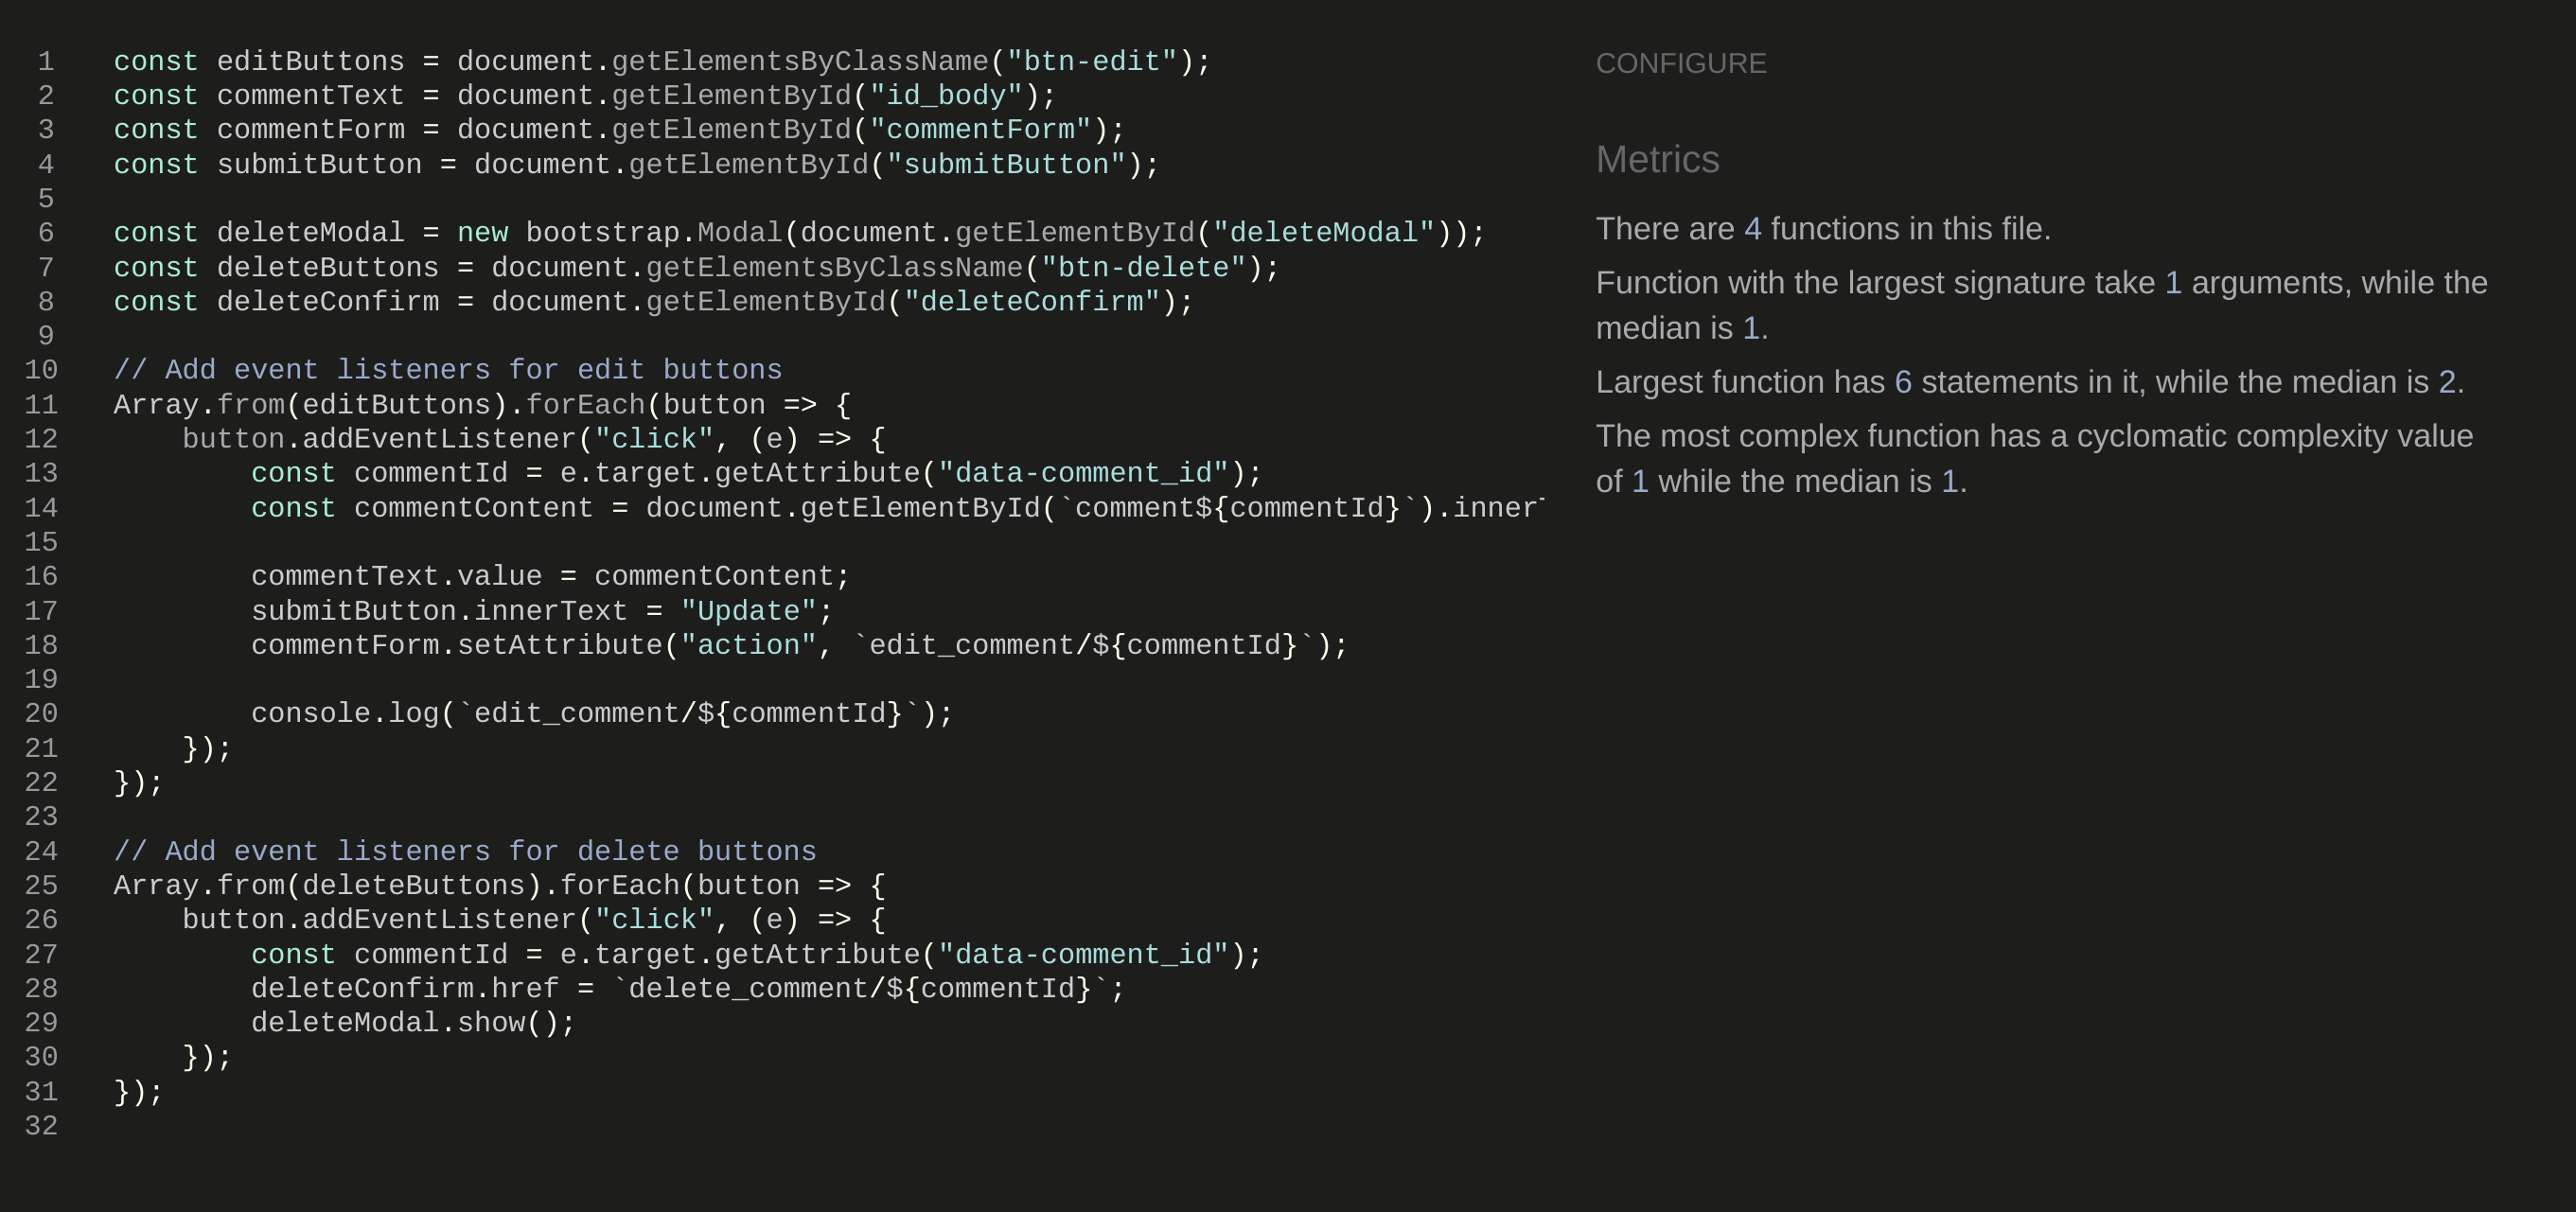 1 const editButtons = document.getElementsByClassName("btn-edit");
2 const commentText = document.getElementById("id_body");
3 const commentForm = document.getElementById("commentForm");
4 const submitButton = document.getElementById("submitButton");
5
6 const deleteModal = new bootstrap.Modal(document.getElementById("deleteModal"));
7 const deleteButtons = document.getElementsByClassName("btn-delete");
8 const deleteConfirm = document.getElementById("deleteConfirm");
9
10 // Add event listeners for edit buttons
11 Array.from(editButtons).forEach(button => {
12     button.addEventListener("click", (e) => {
13         const commentId = e.target.getAttribute("data-comment_id");
14         const commentContent = document.getElementById(`comment${commentId}`).inner
15
16         commentText.value = commentContent;
17         submitButton.innerText = "Update";
18         commentForm.setAttribute("action", `edit_comment/${commentId}`);
19
20         console.log(`edit_comment/${commentId}`);
21     });
22 });
23
24 // Add event listeners for delete buttons
25 Array.from(deleteButtons).forEach(button => {
26     button.addEventListener("click", (e) => {
27         const commentId = e.target.getAttribute("data-comment_id");
28         deleteConfirm.href = `delete_comment/${commentId}`;
29         deleteModal.show();
30     });
31 });
32
CONFIGURE
Metrics
There are 4 functions in this file.
Function with the largest signature take 1 arguments, while the
median is 1.
Largest function has 6 statements in it, while the median is 2.
The most complex function has a cyclomatic complexity value
of 1 while the median is 1.